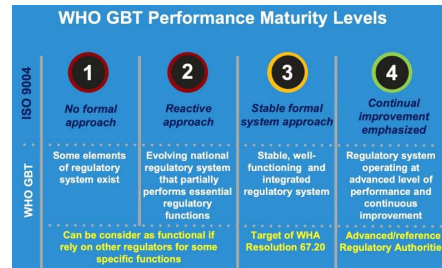 WHO GBT Performance Maturity Levels
ISO 9004
1
2
3
4
No formal
approach
Reactive
approach
Stable formal
system approach
Continual
improvement
emphasized
WHO GBT
Some elements
of regulatory
system exist
Evolving national
regulatory system
that partially
performs essential
regulatory
functions
Stable, well-
functioning and
integrated
regulatory system
Regulatory system
operating at
advanced level of
performance and
continuous
improvement
Can be consider as functional if
rely on other regulators for some
specific functions
Target of WHA
Resolution 67.20
Advanced/reference
Regulatory Authoritie